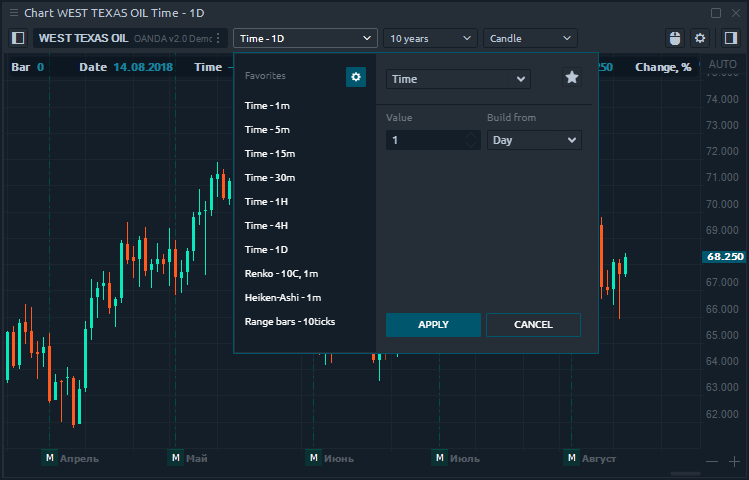 Chart WEST TEXAS OIL Time - 1D
WEST TEXAS OIL OANDA v2.0 Demo Time - 1D 10 years Candle
Bar 0 Date 14.08.2018 Time 250 Change, % AUTO
Favorites
Time
Time - 1m
Time - 5m
Time - 15m
Time - 30m
Time - 1H
Time - 4H
Time - 1D
Renko - 10C, 1m
Heiken-Ashi - 1m
Range bars - 10ticks
Value Build from
1 Day
APPLY CANCEL
74.000
73.000
72.000
71.000
70.000
69.000
68.250
67.000
66.000
65.000
64.000
63.000
62.000
M Апрель M Май M Июнь M Июль M Август